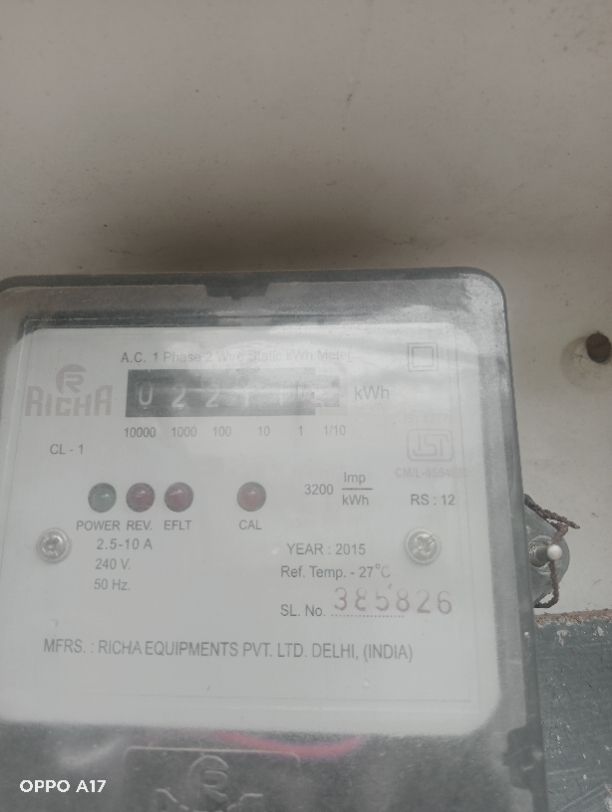 A.C. 1 Phase 2 Wire Static kWh Meter
RICHA
kWh
10000 1000 100 10 1 1/10
CL - 1
3200 Imp/kWh
RS : 12
POWER REV. EFLT CAL
2.5-10 A
240 V.
50 Hz.
YEAR : 2015
Ref. Temp. - 27°C
SL. No. 385826
MFRS. : RICHA EQUIPMENTS PVT. LTD. DELHI, (INDIA)
OPPO A17